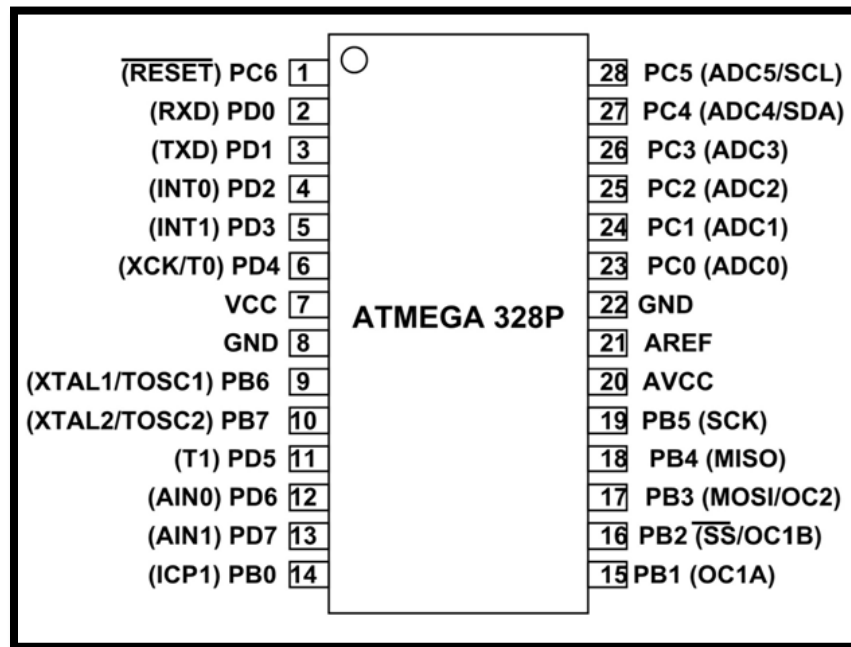 (RESET) PC6 1
(RXD) PD0 2
(TXD) PD1 3
(INT0) PD2 4
(INT1) PD3 5
(XCK/T0) PD4 6
VCC 7
GND 8
(XTAL1/TOSC1) PB6 9
(XTAL2/TOSC2) PB7 10
(T1) PD5 11
(AIN0) PD6 12
(AIN1) PD7 13
(ICP1) PB0 14
ATMEGA 328P
28 PC5 (ADC5/SCL)
27 PC4 (ADC4/SDA)
26 PC3 (ADC3)
25 PC2 (ADC2)
24 PC1 (ADC1)
23 PC0 (ADC0)
22 GND
21 AREF
20 AVCC
19 PB5 (SCK)
18 PB4 (MISO)
17 PB3 (MOSI/OC2)
16 PB2 (SS/OC1B)
15 PB1 (OC1A)